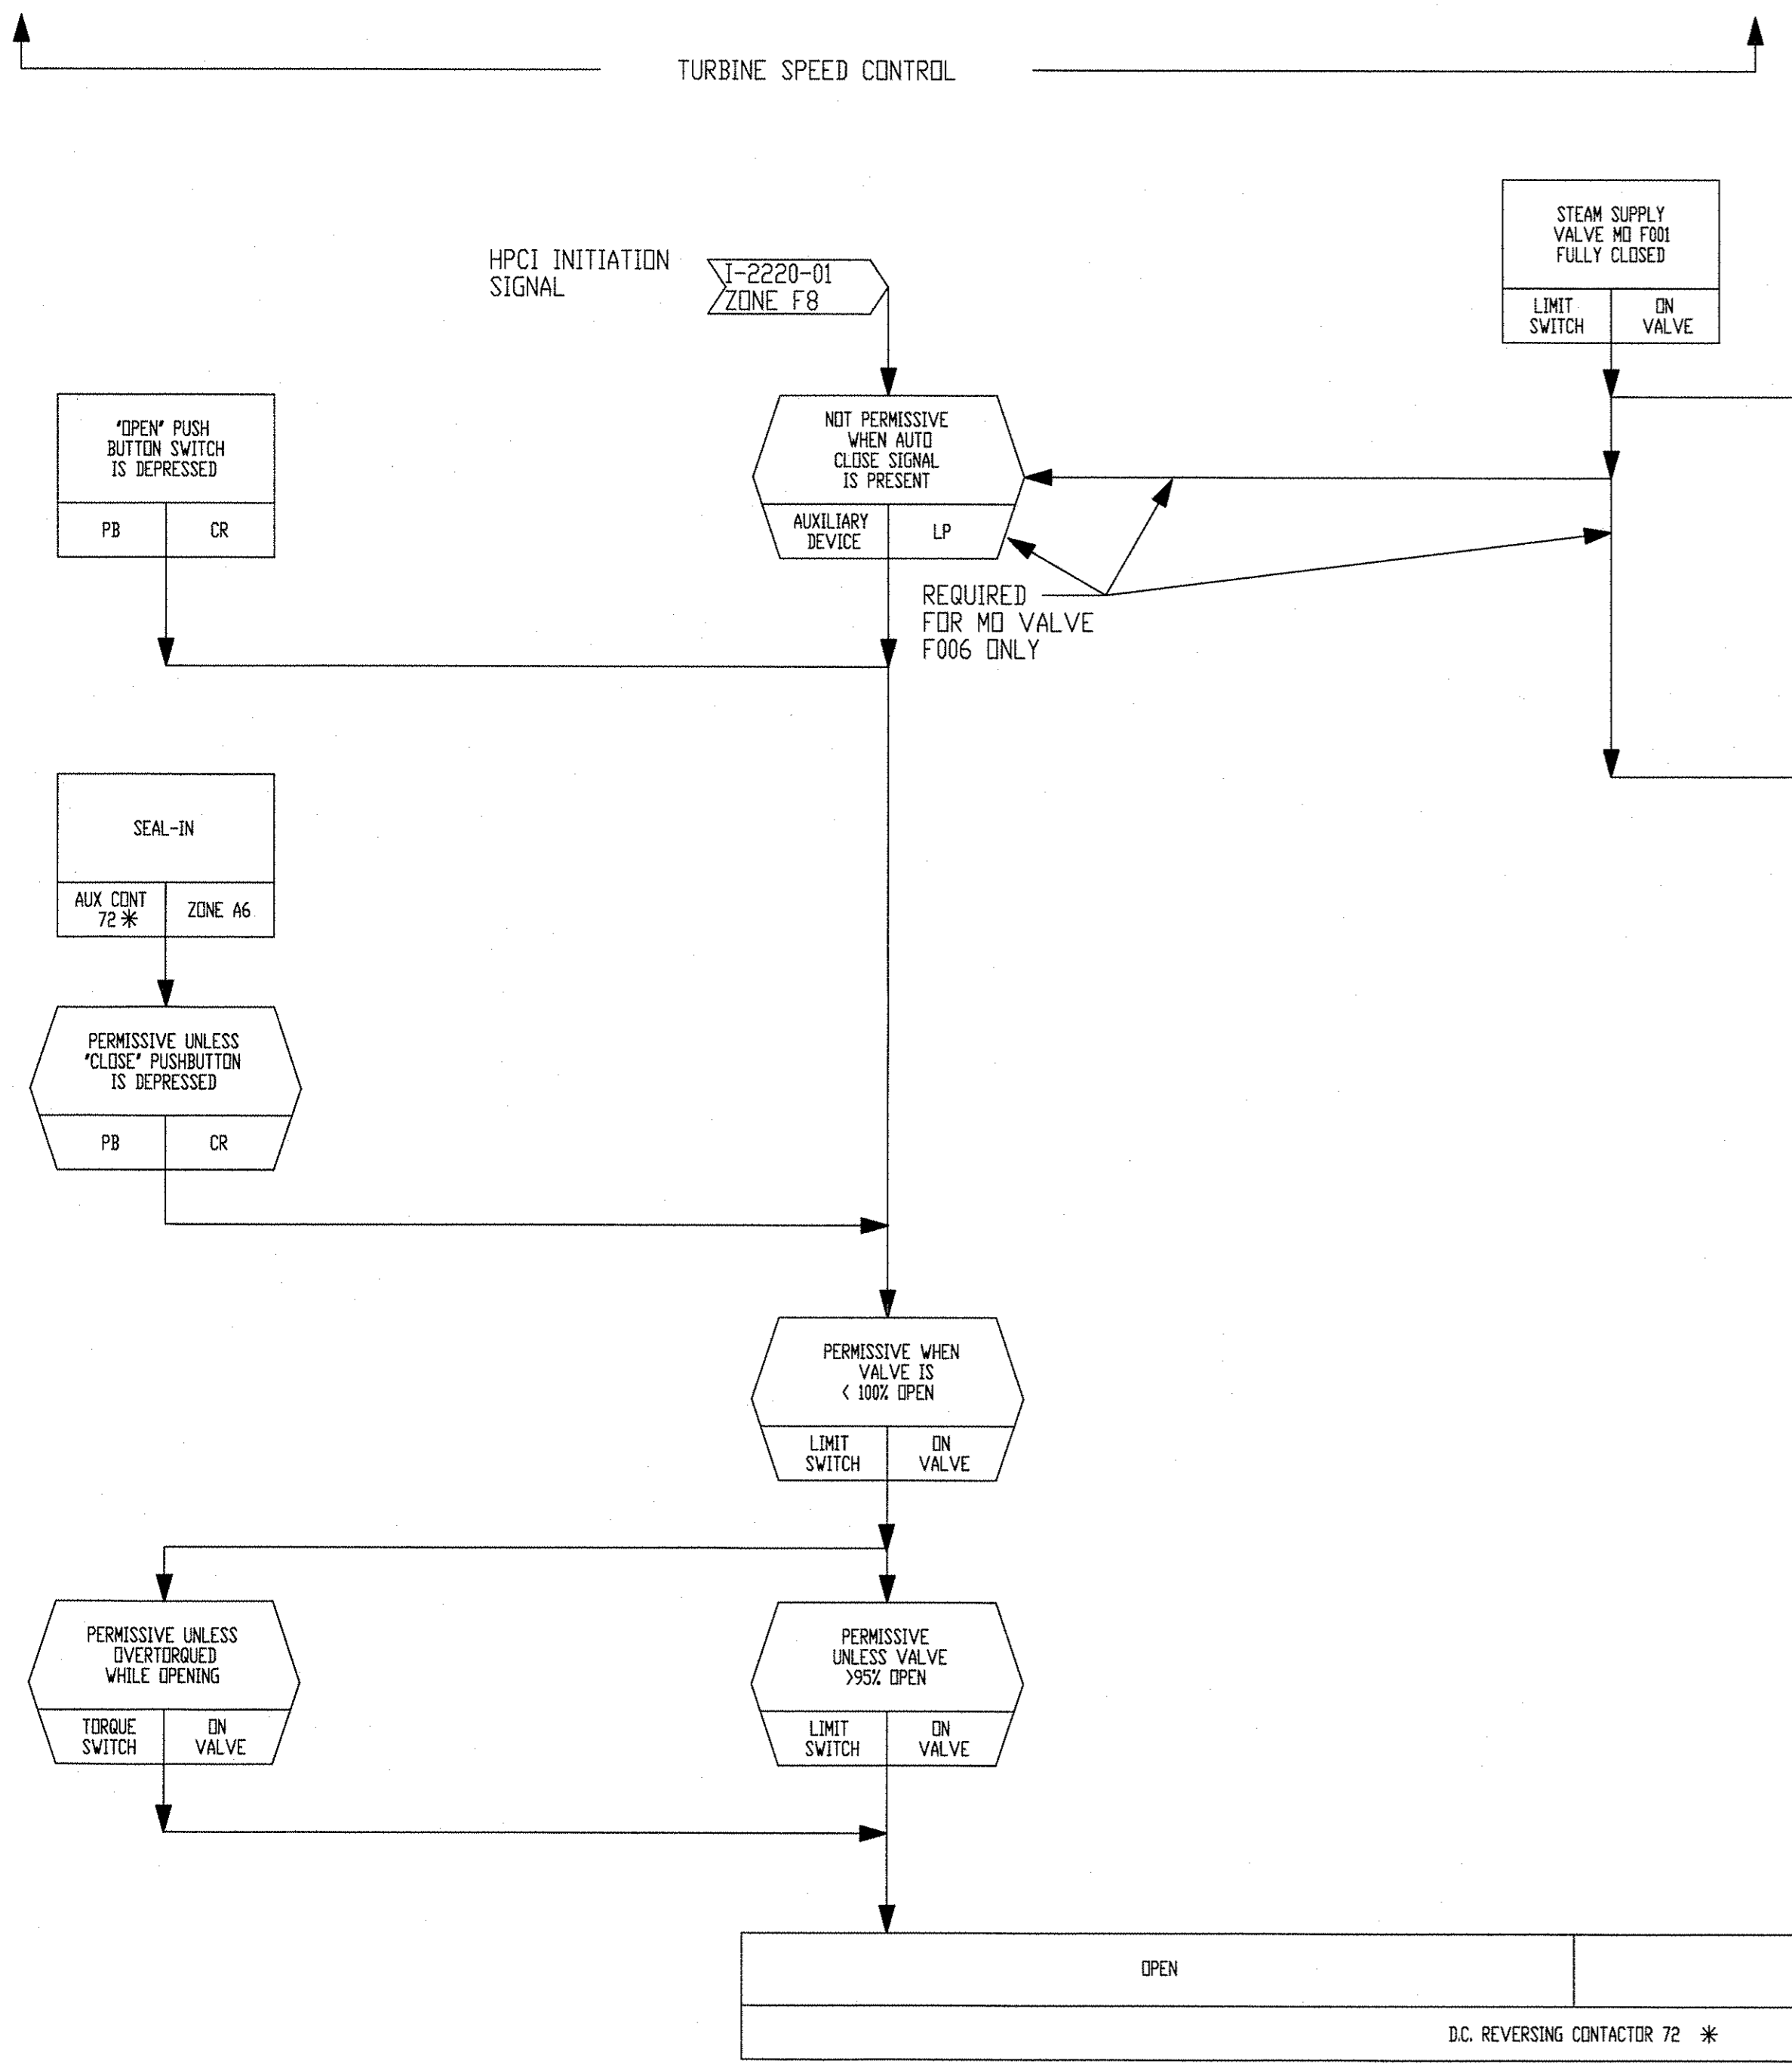 TURBINE SPEED CONTROL
STEAM SUPPLY
VALVE MO F001
FULLY CLOSED
LIMIT
SWITCH
ON
VALVE
HPCI INITIATION
SIGNAL
I-2220-01
ZONE F8
"OPEN" PUSH
BUTTON SWITCH
IS DEPRESSED
PB
CR
NOT PERMISSIVE
WHEN AUTO
CLOSE SIGNAL
IS PRESENT
AUXILIARY
DEVICE
LP
REQUIRED
FOR MO VALVE
F006 ONLY
SEAL-IN
AUX CONT
72 *
ZONE A6
PERMISSIVE UNLESS
"CLOSE" PUSHBUTTON
IS DEPRESSED
PB
CR
PERMISSIVE WHEN
VALVE IS
< 100% OPEN
LIMIT
SWITCH
ON
VALVE
PERMISSIVE UNLESS
OVERTORQUED
WHILE OPENING
TORQUE
SWITCH
ON
VALVE
PERMISSIVE
UNLESS VALVE
>95% OPEN
LIMIT
SWITCH
ON
VALVE
OPEN
D.C. REVERSING CONTACTOR 72 *